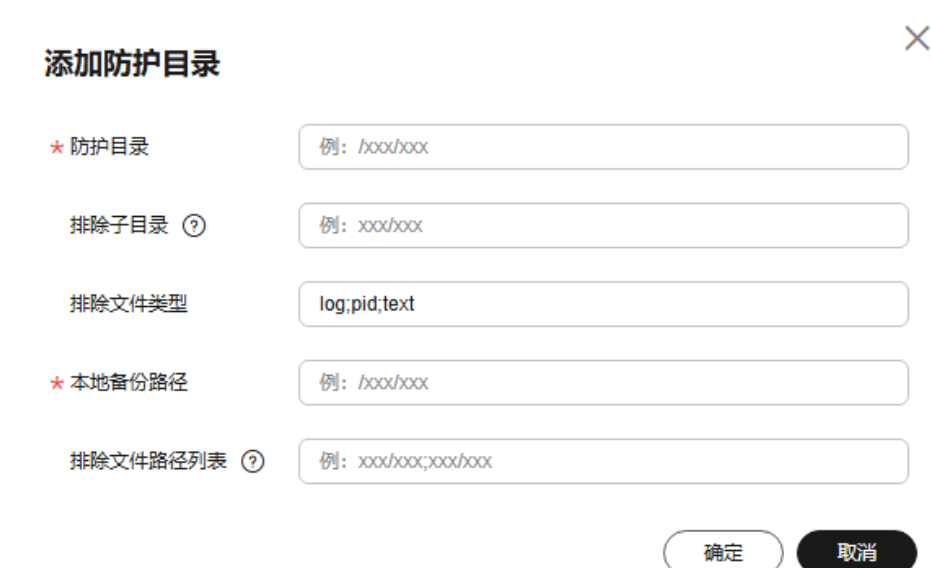 添加防护目录
* 防护目录 例：/xxx/xxx
排除子目录 ? 例：xxx/xxx
排除文件类型 log;pid;text
* 本地备份路径 例：/xxx/xxx
排除文件路径列表 ? 例：xxx/xxx;xxx/xxx
确定 取消